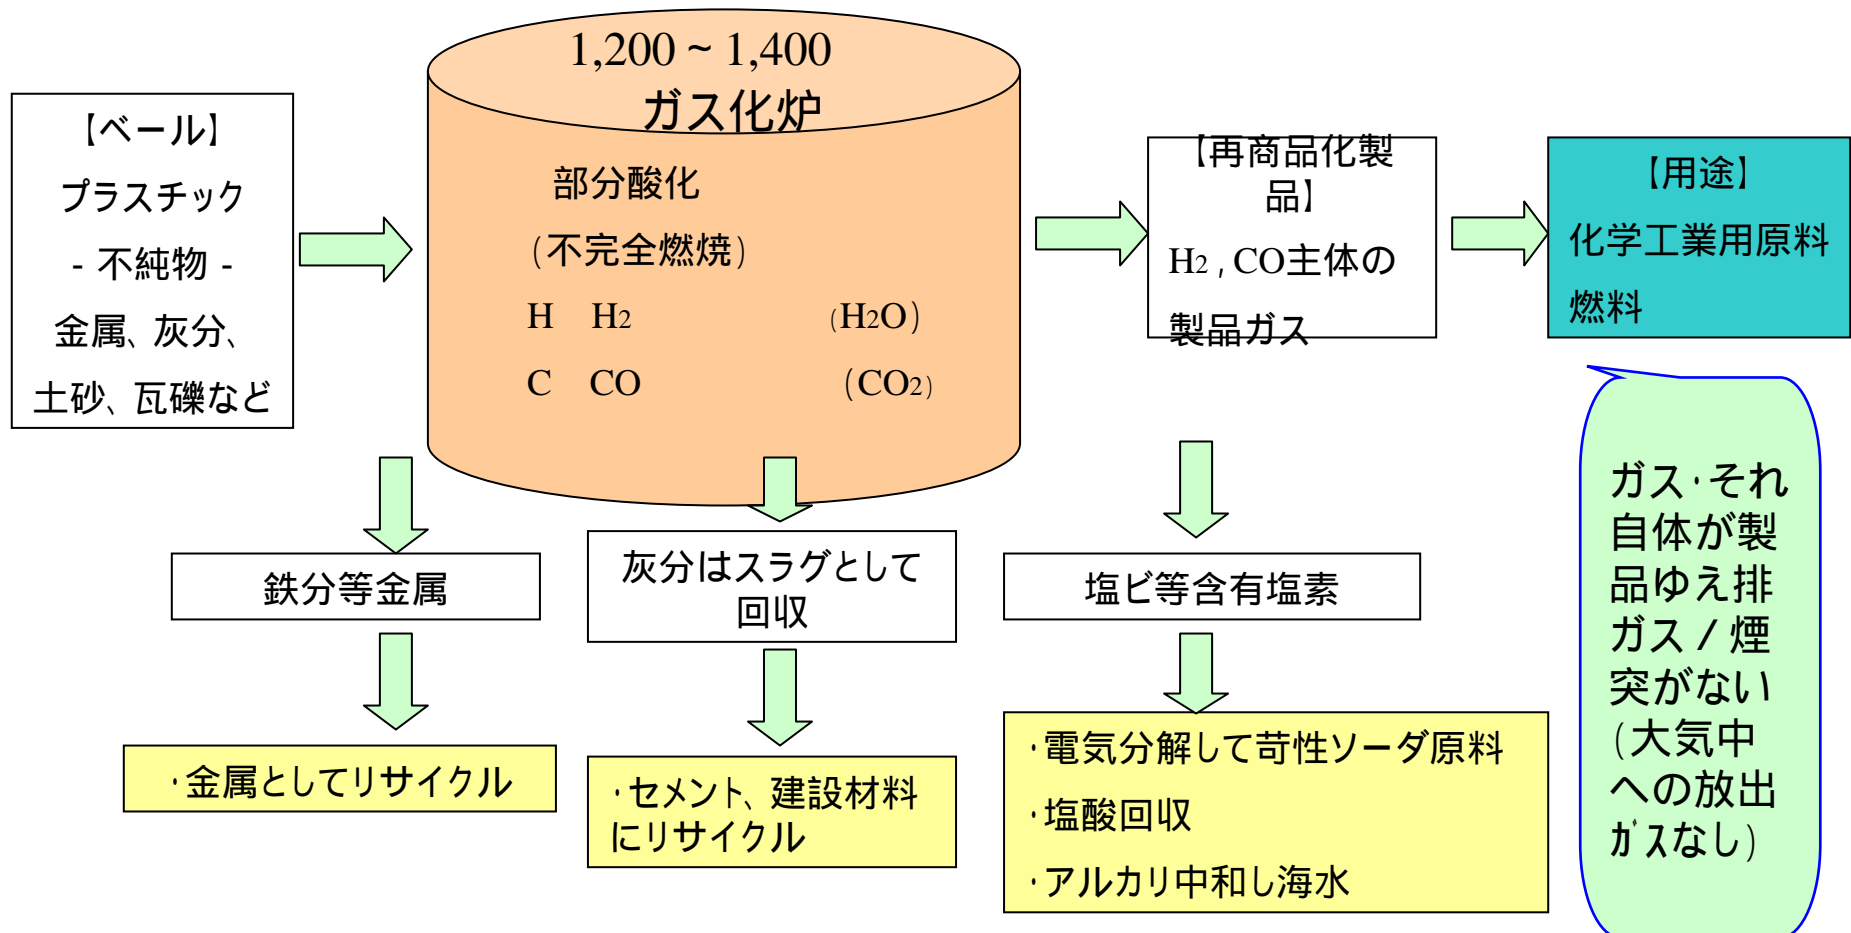 【ベール】
プラスチック
- 不純物 -
金属、灰分、
土砂、瓦礫など
1,200 ~ 1,400
ガス化炉
部分酸化
(不完全燃焼)
H H2 (H2O)
C CO (CO2)
【再商品化製
品】
H2 , CO主体の
製品ガス
【用途】
化学工業用原料
燃料
鉄分等金属
灰分はスラグとして
回収
塩ビ等含有塩素
・金属としてリサイクル
・セメント、建設材料
にリサイクル
・電気分解して苛性ソーダ原料
・塩酸回収
・アルカリ中和し海水
ガス・それ
自体が製
品ゆえ排
ガス / 煙
突がない
(大気中
への放出
ガスなし)